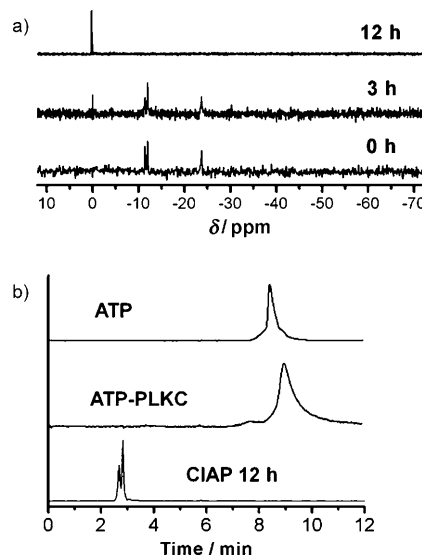 a)
12 h
3 h
0 h
10 0 -10 -20 -30 -40 -50 -60 -70
δ/ ppm
b)
ATP
ATP-PLKC
CIAP 12 h
0 2 4 6 8 10 12
Time / min